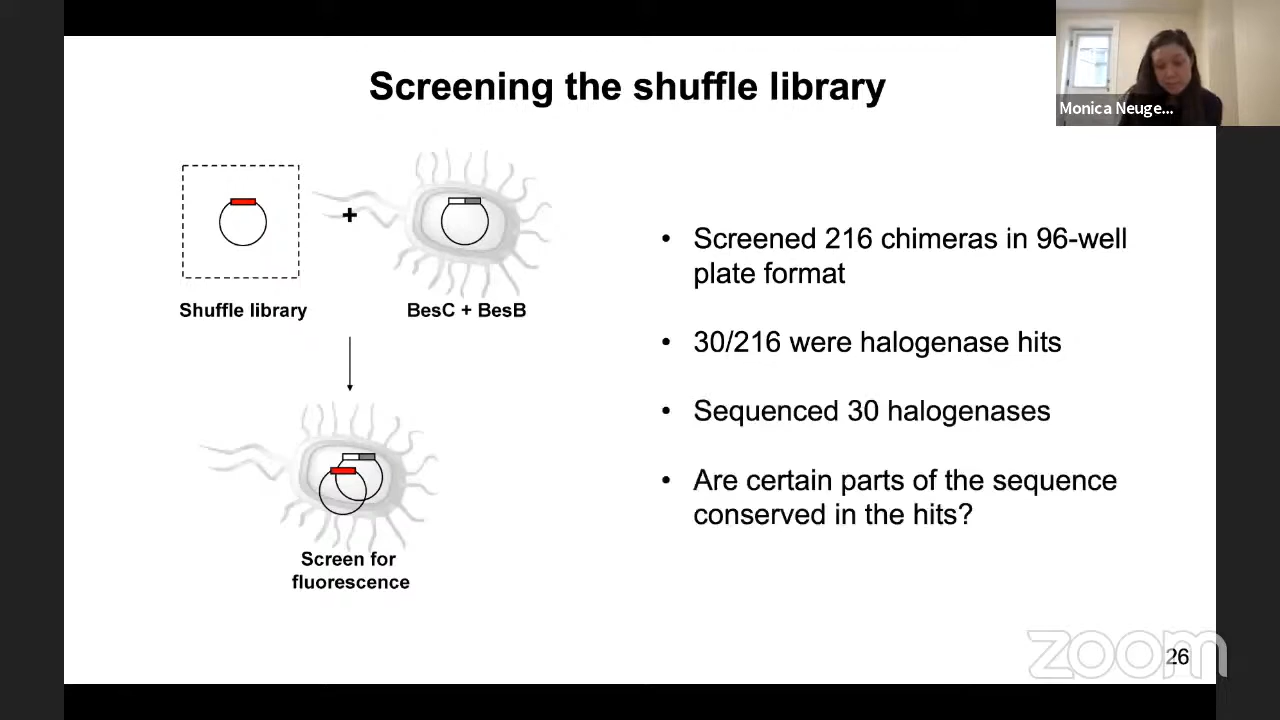 Screening the shuffle library
Monica Neuge...
+
Shuffle library
BesC + BesB
Screen for
fluorescence
• Screened 216 chimeras in 96-well
plate format
• 30/216 were halogenase hits
• Sequenced 30 halogenases
• Are certain parts of the sequence
conserved in the hits?
zoom
26